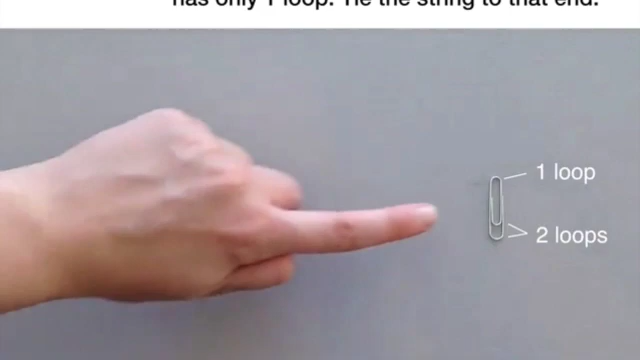 has only 1 loop. Tie the string to that end.
1 loop
2 loops